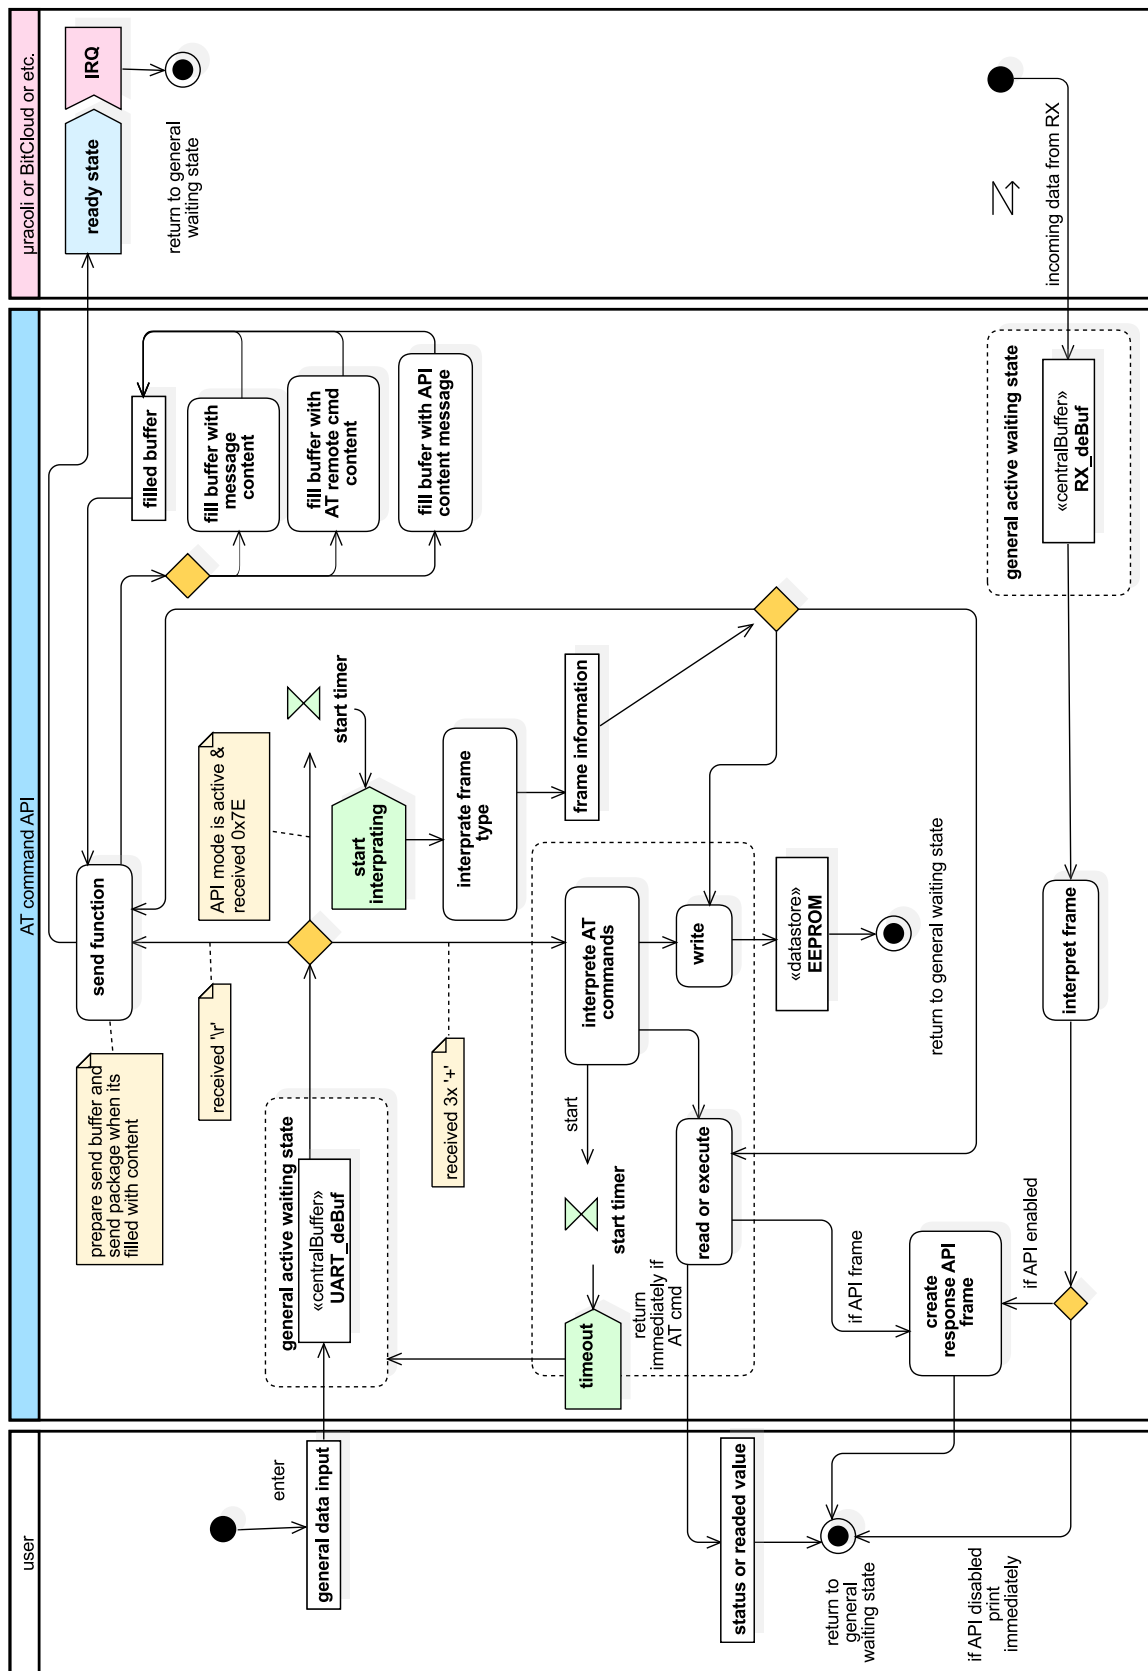 µracoli or BitCloud or etc.
IRQ
ready state
return to general
waiting state
incoming data from RX
AT command API
filled buffer
fill buffer with
message
content
fill buffer with
AT remote cmd
content
fill bufer with API
content message
general active waiting state
«centralBuffer»
RX_deBuf
send function
API mode is active &
received 0x7E
start timer
start
interprating
interprate frame
type
frame information
prepare send buffer and
send package when its
filled with content
received '\r'
received 3x '+'
general active waiting state
«centralBuffer»
UART_deBuf
interprete AT
commands
write
«datastore»
EEPROM
return to general waiting state
interpret frame
start
start timer
timeout
read or execute
return
immediately if
AT cmd
if API frame
create
response API
frame
if API enabled
user
enter
general data input
status or readed value
return to
general
waiting state
if API disabled
print
immediately